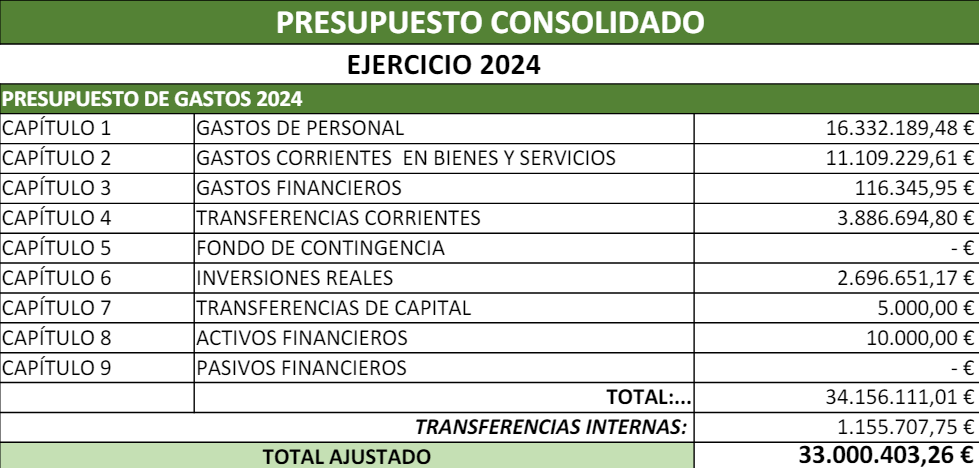 PRESUPUESTO CONSOLIDADO
EJERCICIO 2024
PRESUPUESTO DE GASTOS 2024
CAPÍTULO 1 GASTOS DE PERSONAL 16.332.189,48 €
CAPÍTULO 2 GASTOS CORRIENTES EN BIENES Y SERVICIOS 11.109.229,61 €
CAPÍTULO 3 GASTOS FINANCIEROS 116.345,95 €
CAPÍTULO 4 TRANSFERENCIAS CORRIENTES 3.886.694,80 €
CAPÍTULO 5 FONDO DE CONTINGENCIA - €
CAPÍTULO 6 INVERSIONES REALES 2.696.651,17 €
CAPÍTULO 7 TRANSFERENCIAS DE CAPITAL 5.000,00 €
CAPÍTULO 8 ACTIVOS FINANCIEROS 10.000,00 €
CAPÍTULO 9 PASIVOS FINANCIEROS - €
TOTAL:... 34.156.111,01 €
TRANSFERENCIAS INTERNAS: 1.155.707,75 €
TOTAL AJUSTADO 33.000.403,26 €